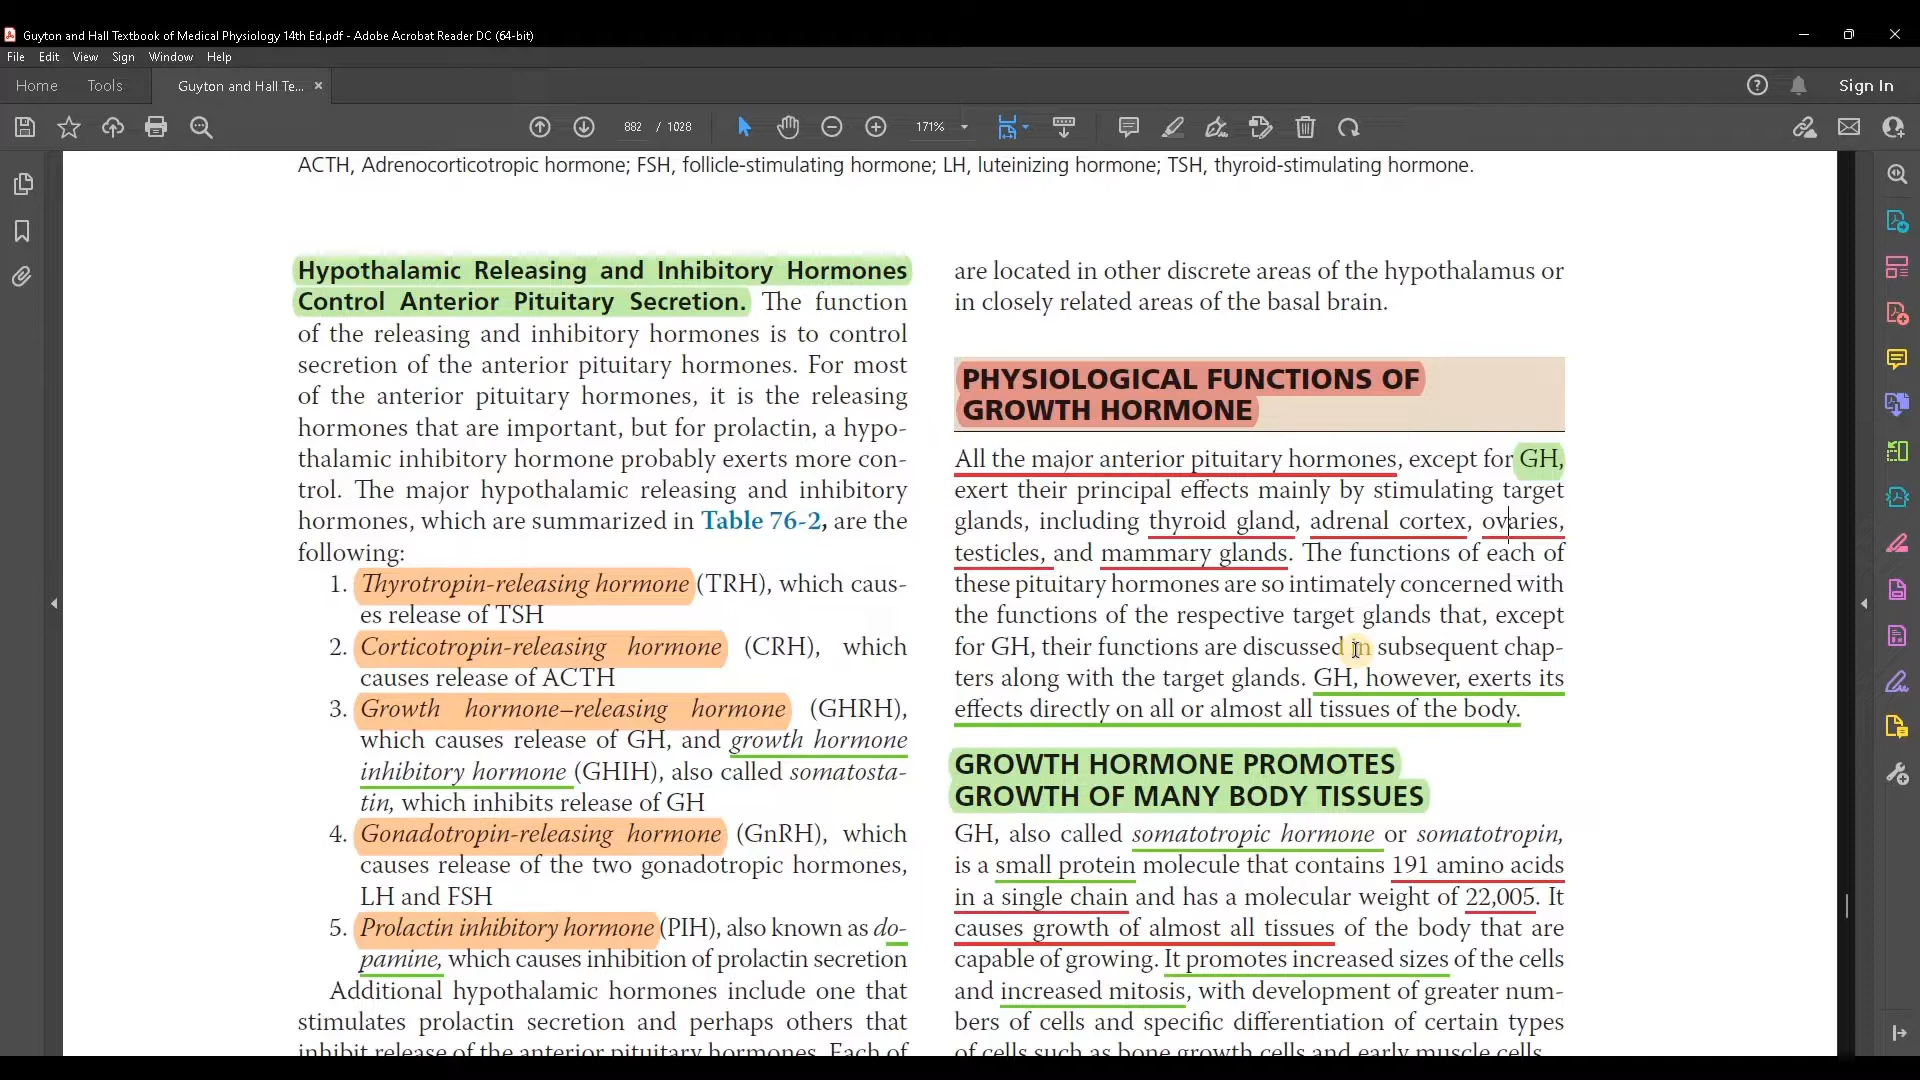 Guyton and Hall Textbook of Medical Physiology 14th Ed.pdf - Adobe Acrobat Reader DC (64-bit)
File Edit View Sign Window Help
Home Tools Guyton and Hall Te... × Sign In
882 / 1028 171%
ACTH, Adrenocorticotropic hormone; FSH, follicle-stimulating hormone; LH, luteinizing hormone; TSH, thyroid-stimulating hormone.
Hypothalamic Releasing and Inhibitory Hormones
Control Anterior Pituitary Secretion. The function
of the releasing and inhibitory hormones is to control
secretion of the anterior pituitary hormones. For most
of the anterior pituitary hormones, it is the releasing
hormones that are important, but for prolactin, a hypo-
thalamic inhibitory hormone probably exerts more con-
trol. The major hypothalamic releasing and inhibitory
hormones, which are summarized in Table 76-2, are the
following:
1. Thyrotropin-releasing hormone (TRH), which caus-
es release of TSH
2. Corticotropin-releasing hormone (CRH), which
causes release of ACTH
3. Growth hormone–releasing hormone (GHRH),
which causes release of GH, and growth hormone
inhibitory hormone (GHIH), also called somatosta-
tin, which inhibits release of GH
4. Gonadotropin-releasing hormone (GnRH), which
causes release of the two gonadotropic hormones,
LH and FSH
5. Prolactin inhibitory hormone (PIH), also known as do-
pamine, which causes inhibition of prolactin secretion
Additional hypothalamic hormones include one that
stimulates prolactin secretion and perhaps others that
inhibit release of the anterior pituitary hormones. Each of
are located in other discrete areas of the hypothalamus or
in closely related areas of the basal brain.
PHYSIOLOGICAL FUNCTIONS OF
GROWTH HORMONE
All the major anterior pituitary hormones, except for GH,
exert their principal effects mainly by stimulating target
glands, including thyroid gland, adrenal cortex, ovaries,
testicles, and mammary glands. The functions of each of
these pituitary hormones are so intimately concerned with
the functions of the respective target glands that, except
for GH, their functions are discussed in subsequent chap-
ters along with the target glands. GH, however, exerts its
effects directly on all or almost all tissues of the body.
GROWTH HORMONE PROMOTES
GROWTH OF MANY BODY TISSUES
GH, also called somatotropic hormone or somatotropin,
is a small protein molecule that contains 191 amino acids
in a single chain and has a molecular weight of 22,005. It
causes growth of almost all tissues of the body that are
capable of growing. It promotes increased sizes of the cells
and increased mitosis, with development of greater num-
bers of cells and specific differentiation of certain types
of cells such as bone growth cells and early muscle cells.